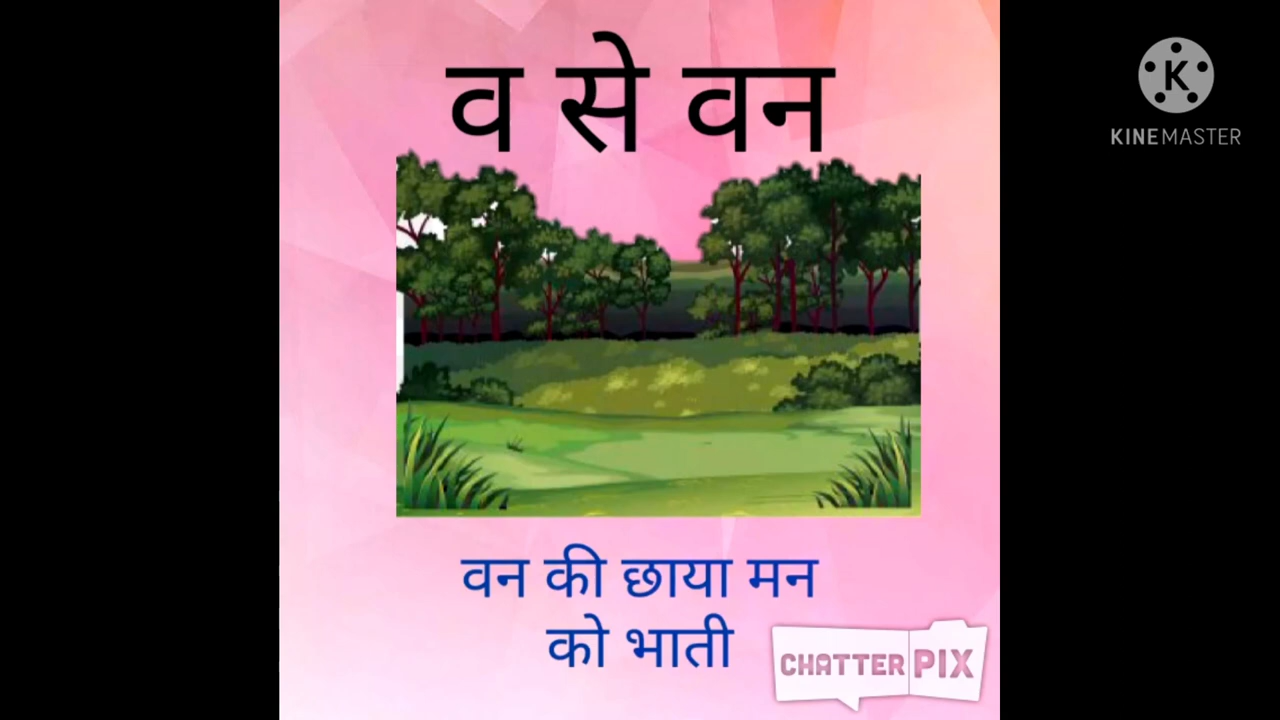 व से वन
KINEMASTER
वन की छाया मन
को भाती
CHATTER PIX